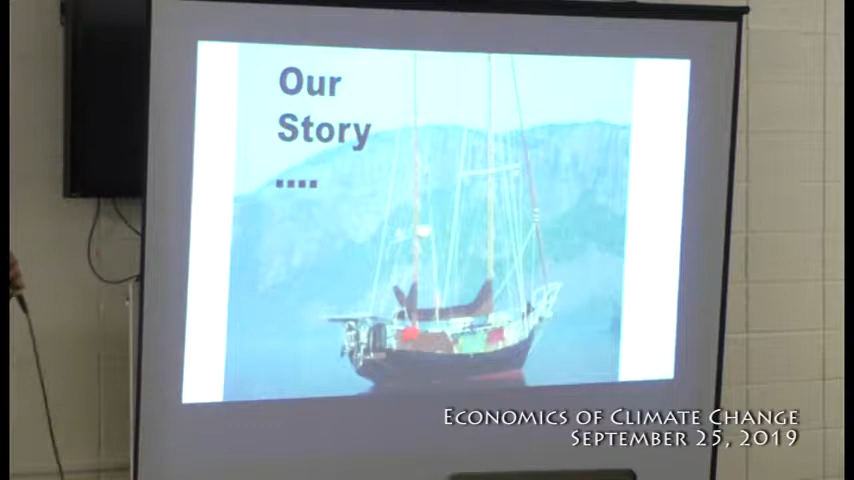 Our
Story
....
Economics of Climate Change
September 25, 2019